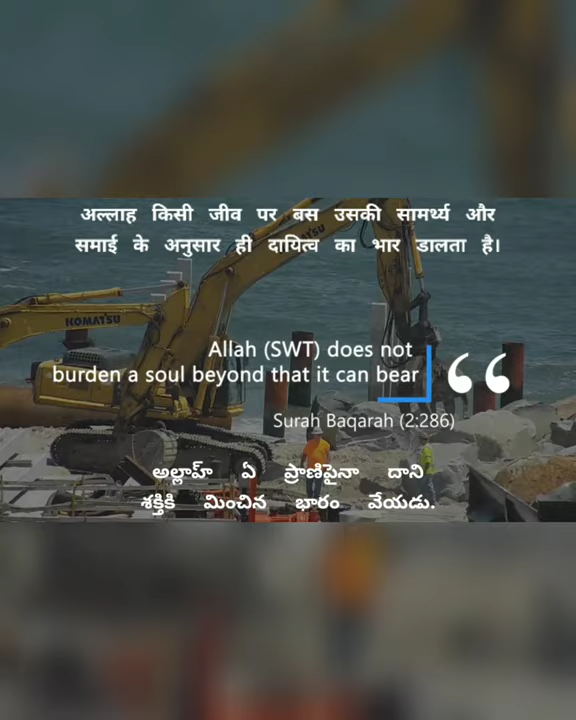 अल्लाह किसी जीव पर बस उसकी सामर्थ्य और
समाई के अनुसार ही दायित्व का भार डालता है।
KOMATSU
Allah (SWT) does not
burden a soul beyond that it can bear
Surah Baqarah (2:286)
అల్లాహ్ ఏ ప్రాణిపైనా దాని
శక్తికి మించిన భారం వేయడు.